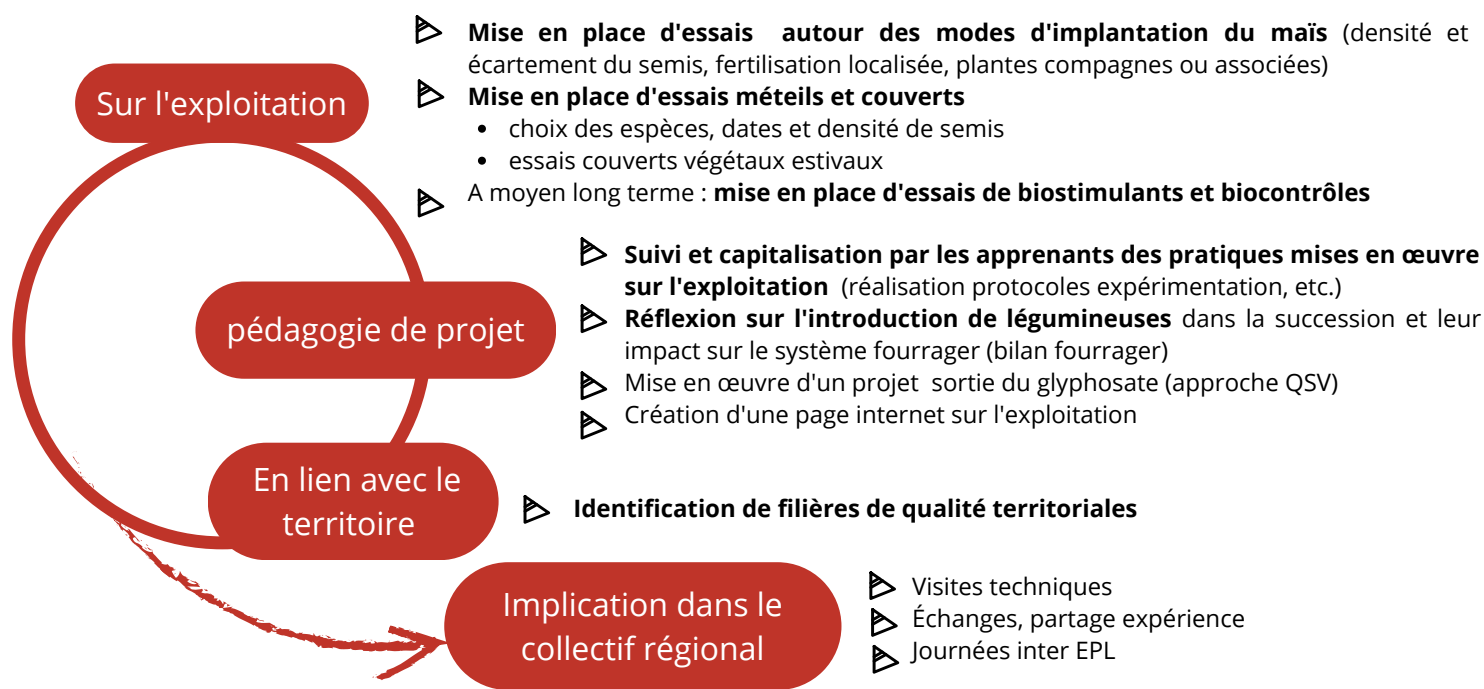 Sur l'exploitation
Mise en place d'essais autour des modes d'implantation du maïs (densité et
écartement du semis, fertilisation localisée, plantes compagnes ou associées)
Mise en place d'essais méteils et couverts
• choix des espèces, dates et densité de semis
• essais couverts végétaux estivaux
A moyen long terme : mise en place d'essais de biostimulants et biocontrôles
pédagogie de projet
Suivi et capitalisation par les apprenants des pratiques mises en œuvre
sur l'exploitation (réalisation protocoles expérimentation, etc.)
Réflexion sur l'introduction de légumineuses dans la succession et leur
impact sur le système fourrager (bilan fourrager)
Mise en œuvre d'un projet sortie du glyphosate (approche QSV)
Création d'une page internet sur l'exploitation
En lien avec le
territoire
Identification de filières de qualité territoriales
Implication dans le
collectif régional
Visites techniques
Échanges, partage expérience
Journées inter EPL